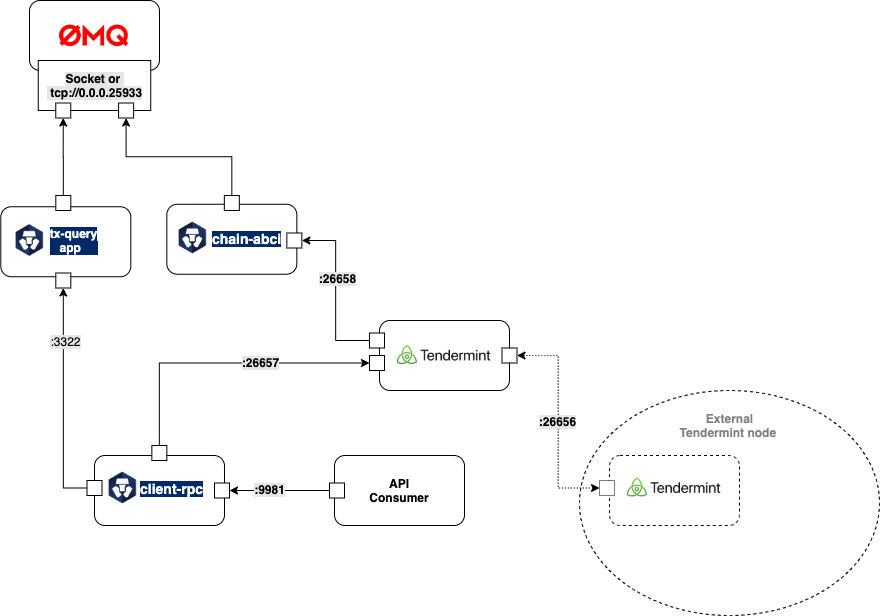 ØMQ
Socket or
tcp://0.0.0.25933
tx-query
app
chain-abci
:26658
:3322
Tendermint
:26657
External
Tendermint node
:26656
Tendermint
client-rpc
:9981
API
Consumer